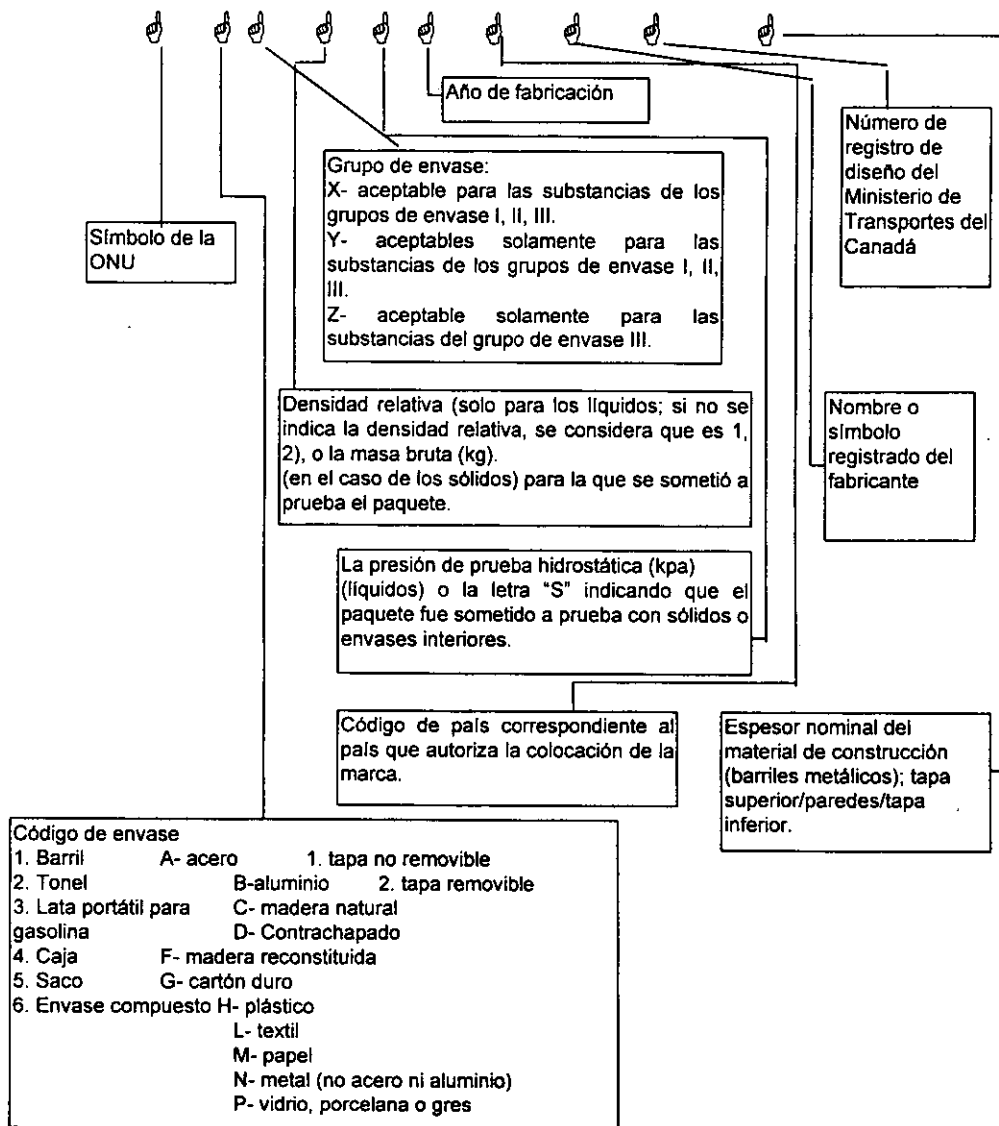 Año de fabricación
Número de
registro de
diseño del
Ministerio de
Transportes del
Canadá
Grupo de envase:
X- aceptable para las substancias de los
grupos de envase I, II, III.
Y- aceptables solamente para las
substancias de los grupos de envase I, II,
III.
Z- aceptable solamente para las
substancias del grupo de envase III.
Símbolo de la
ONU
Densidad relativa (solo para los líquidos; si no se
indica la densidad relativa, se considera que es 1,
2), o la masa bruta (kg).
(en el caso de los sólidos) para la que se sometió a
prueba el paquete.
Nombre o
símbolo
registrado del
fabricante
La presión de prueba hidrostática (kpa)
(líquidos) o la letra "S" indicando que el
paquete fue sometido a prueba con sólidos o
envases interiores.
Código de país correspondiente al
país que autoriza la colocación de la
marca.
Espesor nominal del
material de construcción
(barriles metálicos); tapa
superior/paredes/tapa
inferior.
Código de envase
1. Barril A- acero 1. tapa no removible
2. Tonel B-aluminio 2. tapa removible
3. Lata portátil para C- madera natural
gasolina D- Contrachapado
4. Caja F- madera reconstituida
5. Saco G- cartón duro
6. Envase compuesto H- plástico
L- textil
M- papel
N- metal (no acero ni aluminio)
P- vidrio, porcelana o gres